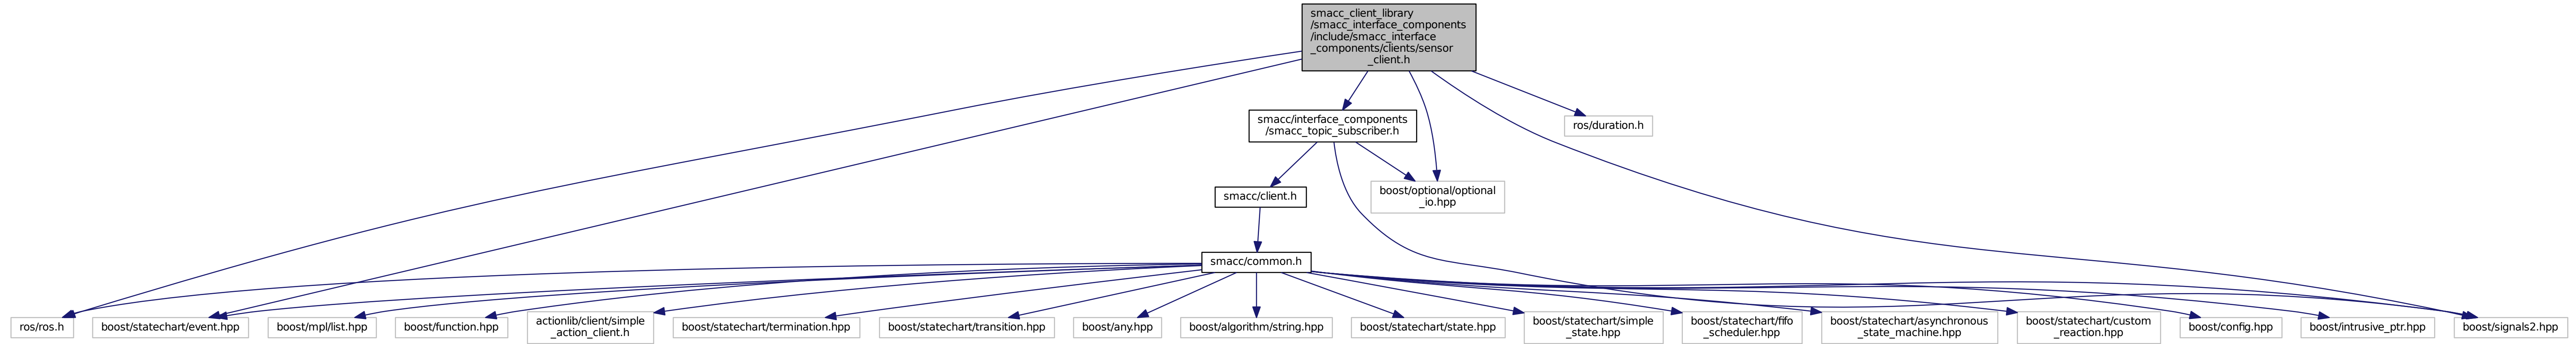 smacc_client_library
/smacc_interface_components
/include/smacc_interface
_components/clients/sensor
_client.h
smacc/interface_components
/smacc_topic_subscriber.h
ros/duration.h
smacc/client.h
boost/optional/optional
_io.hpp
smacc/common.h
ros/ros.h
boost/statechart/event.hpp
boost/mpl/list.hpp
boost/function.hpp
actionlib/client/simple
_action_client.h
boost/statechart/termination.hpp
boost/statechart/transition.hpp
boost/any.hpp
boost/algorithm/string.hpp
boost/statechart/state.hpp
boost/statechart/simple
_state.hpp
boost/statechart/fifo
_scheduler.hpp
boost/statechart/asynchronous
_state_machine.hpp
boost/statechart/custom
_reaction.hpp
boost/config.hpp
boost/intrusive_ptr.hpp
boost/signals2.hpp